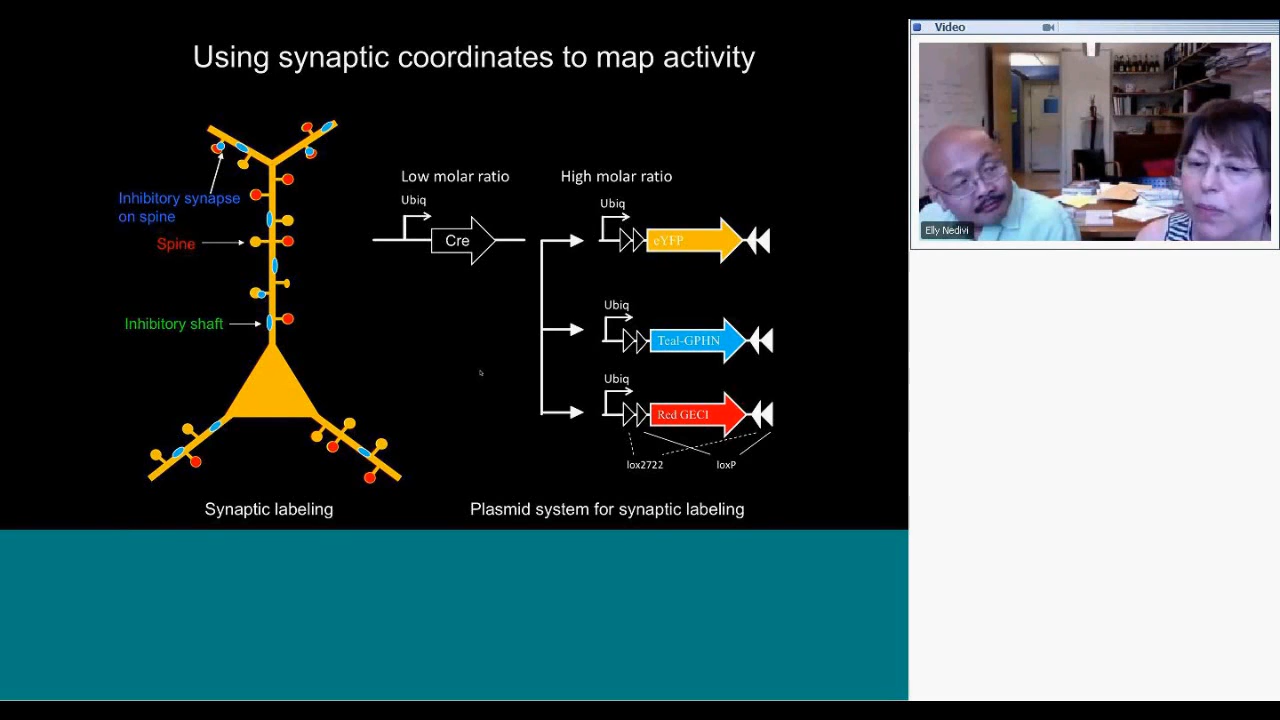 Using synaptic coordinates to map activity
Inhibitory synapse
on spine
Spine
Inhibitory shaft
Synaptic labeling
Low molar ratio
High molar ratio
Ubiq
Cre
Ubiq
eYFP
Ubiq
Teal-GPHN
Ubiq
Red GECI
lox2722
loxP
Plasmid system for synaptic labeling
Video
Elly Nedivi